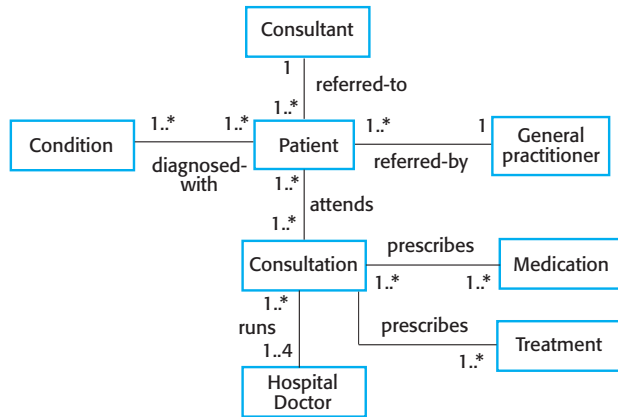 Consultant
1
referred-to
1..*
1..*
1..*
1..*
1
Condition
Patient
General
practitioner
diagnosed-
with
referred-by
1..*
attends
1..*
prescribes
Consultation
Medication
1..*
1..*
1..*
runs
prescribes
1..4
Treatment
1..*
Hospital
Doctor